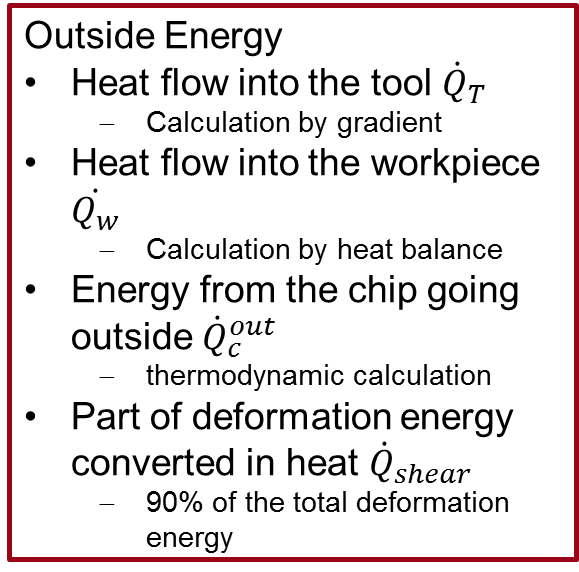 Outside Energy
• Heat flow into the tool Q̇_T
– Calculation by gradient
• Heat flow into the workpiece
Q̇_w
– Calculation by heat balance
• Energy from the chip going
outside Q̇_c^out
– thermodynamic calculation
• Part of deformation energy
converted in heat Q̇_shear
– 90% of the total deformation
energy